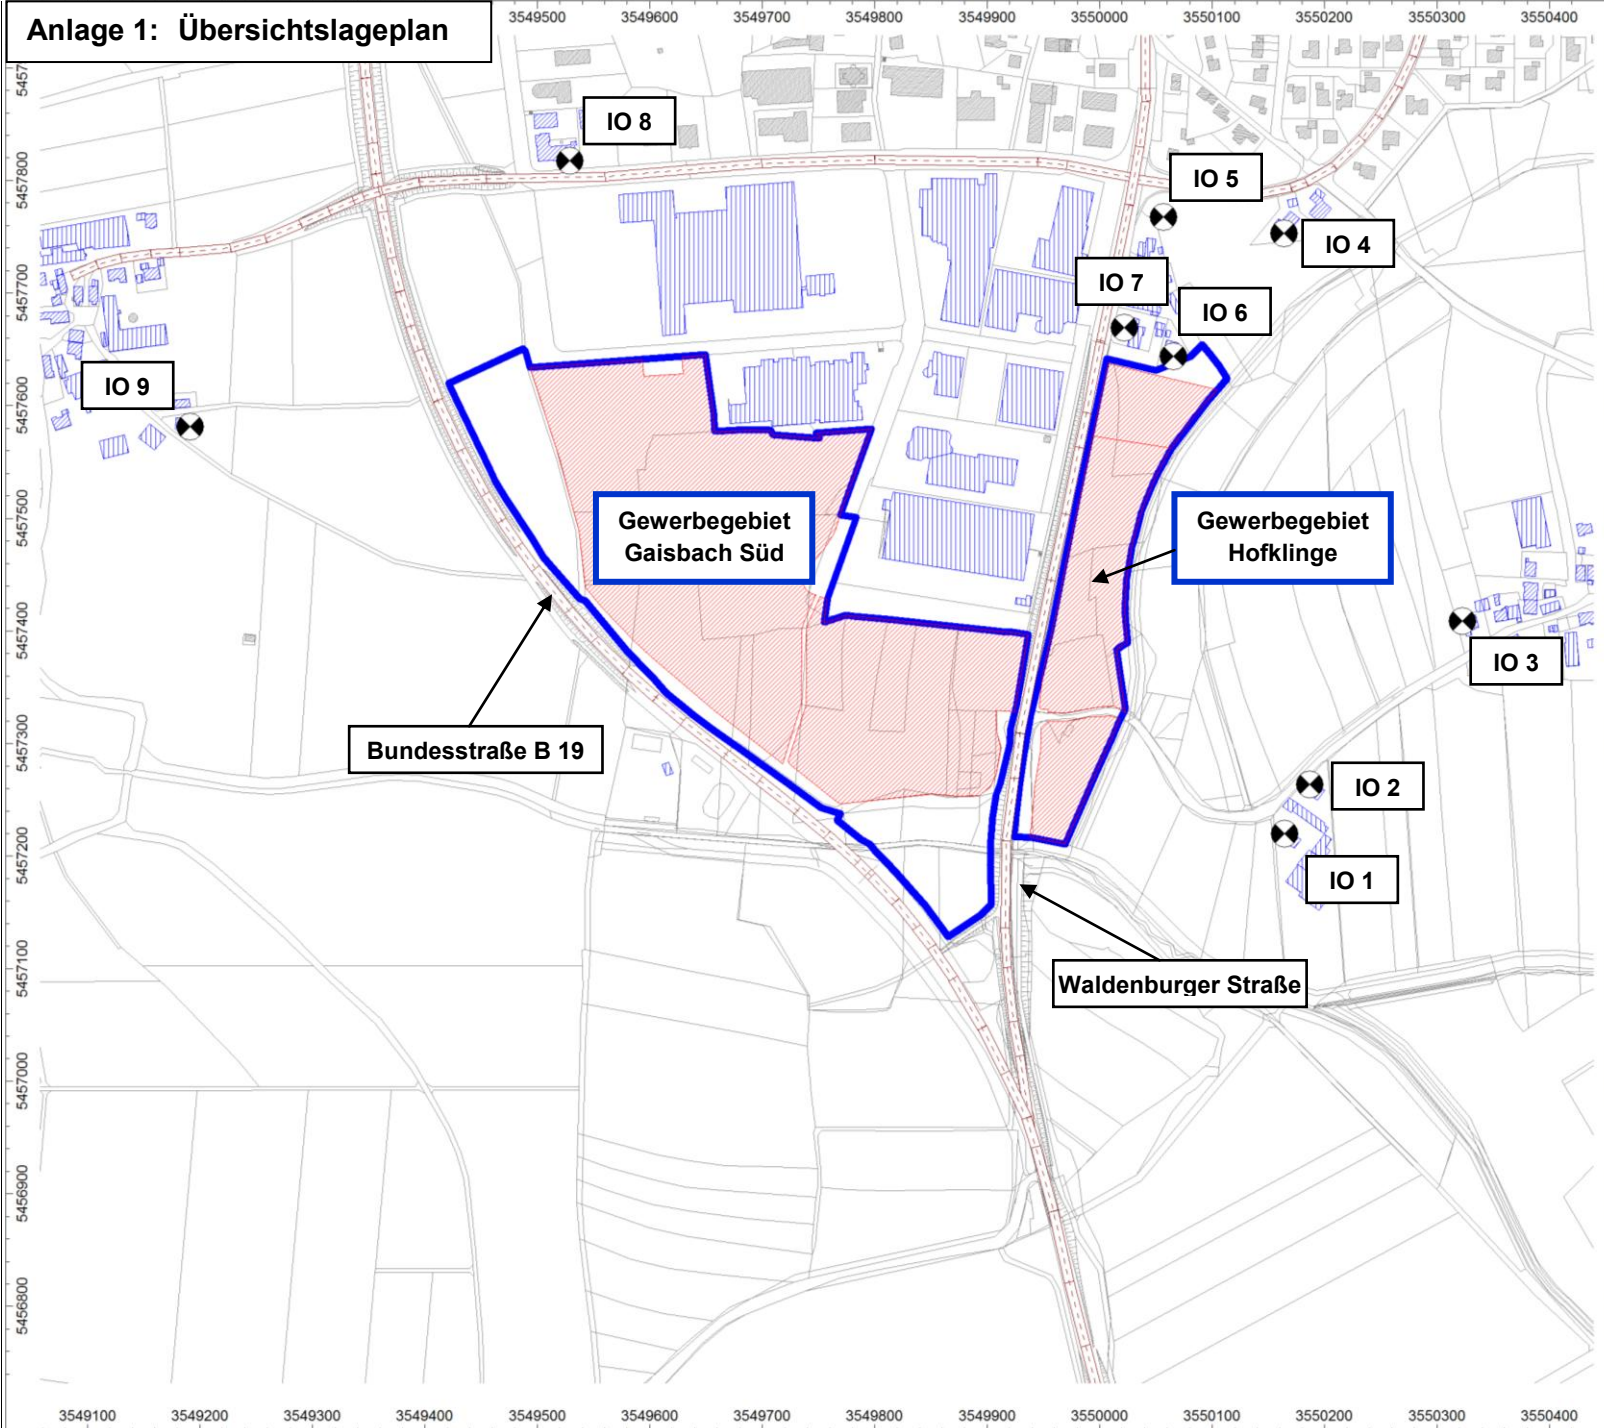 Anlage 1: Übersichtslageplan
3549500 3549600 3549700 3549800 3549900 3550000 3550100 3550200 3550300 3550400
5457800
5457700
5457600
5457500
5457400
5457300
5457200
5457100
5457000
5456900
5456800
IO 8
IO 5
IO 4
IO 7
IO 6
IO 9
Gewerbegebiet
Gaisbach Süd
Gewerbegebiet
Hofklinge
IO 3
Bundesstraße B 19
IO 2
IO 1
Waldenburger Straße
3549100 3549200 3549300 3549400 3549500 3549600 3549700 3549800 3549900 3550000 3550100 3550200 3550300 3550400